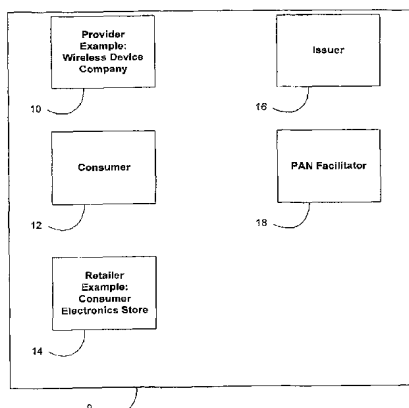 Provider
Example:
Wireless Device
Company
10
Issuer
16
Consumer
12
PAN Facilitator
18
Retailer
Example:
Consumer
Electronics Store
14